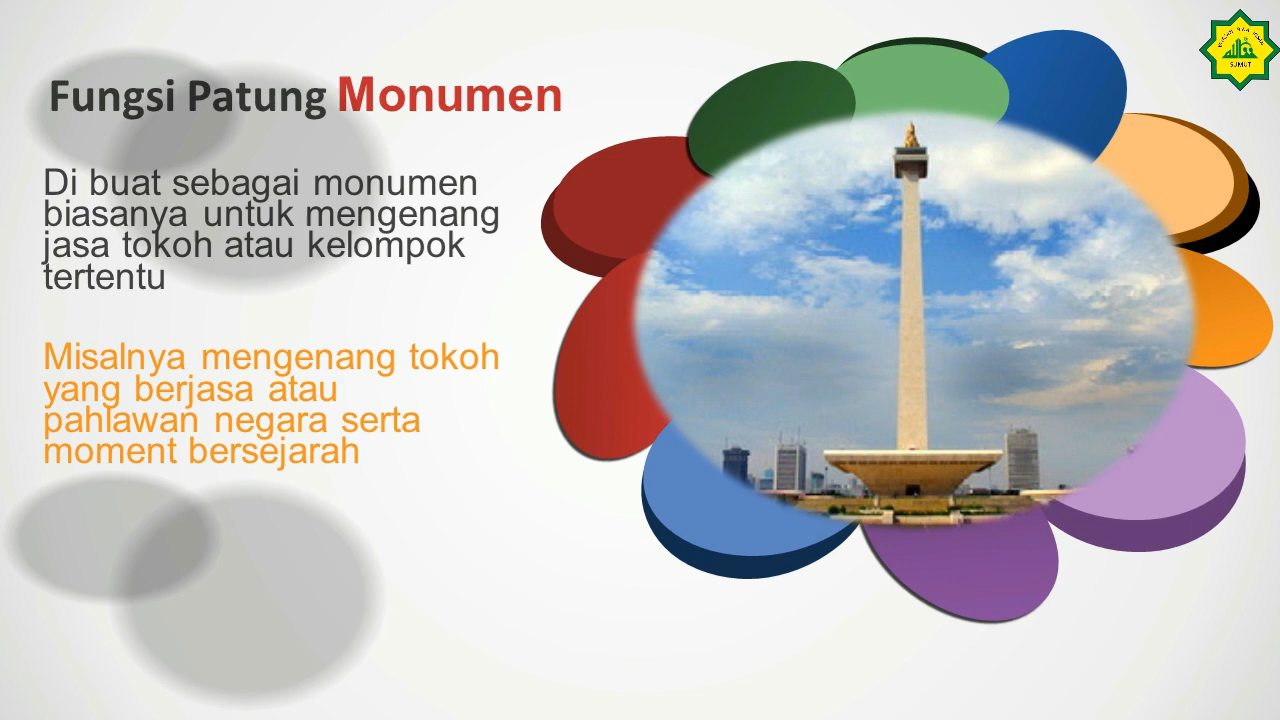 Fungsi Patung Monumen
Di buat sebagai monumen
biasanya untuk mengenang
jasa tokoh atau kelompok
tertentu
Misalnya mengenang tokoh
yang berjasa atau
pahlawan negara serta
moment bersejarah
SUMUT